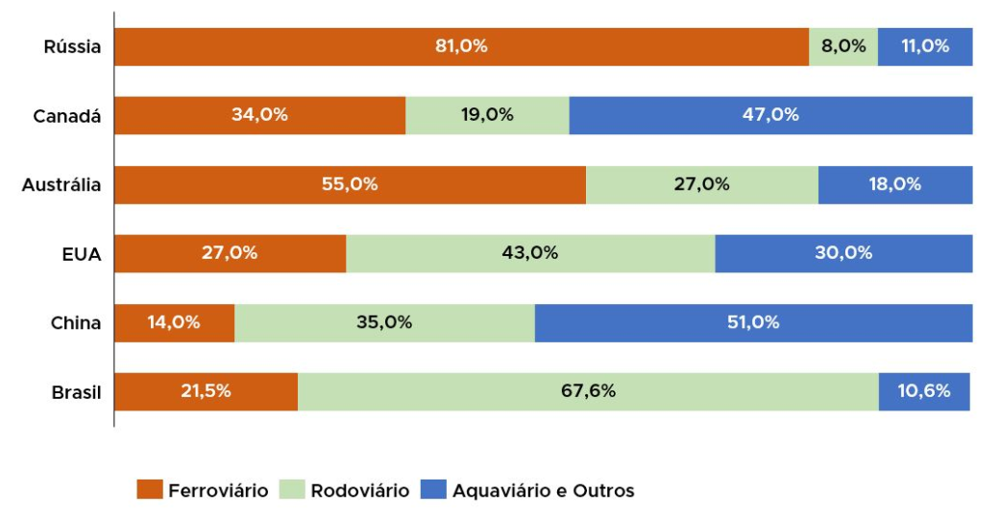 Rússia 81,0% 8,0% 11,0%
Canadá 34,0% 19,0% 47,0%
Austrália 55,0% 27,0% 18,0%
EUA 27,0% 43,0% 30,0%
China 14,0% 35,0% 51,0%
Brasil 21,5% 67,6% 10,6%
Ferroviário Rodoviário Aquaviário e Outros